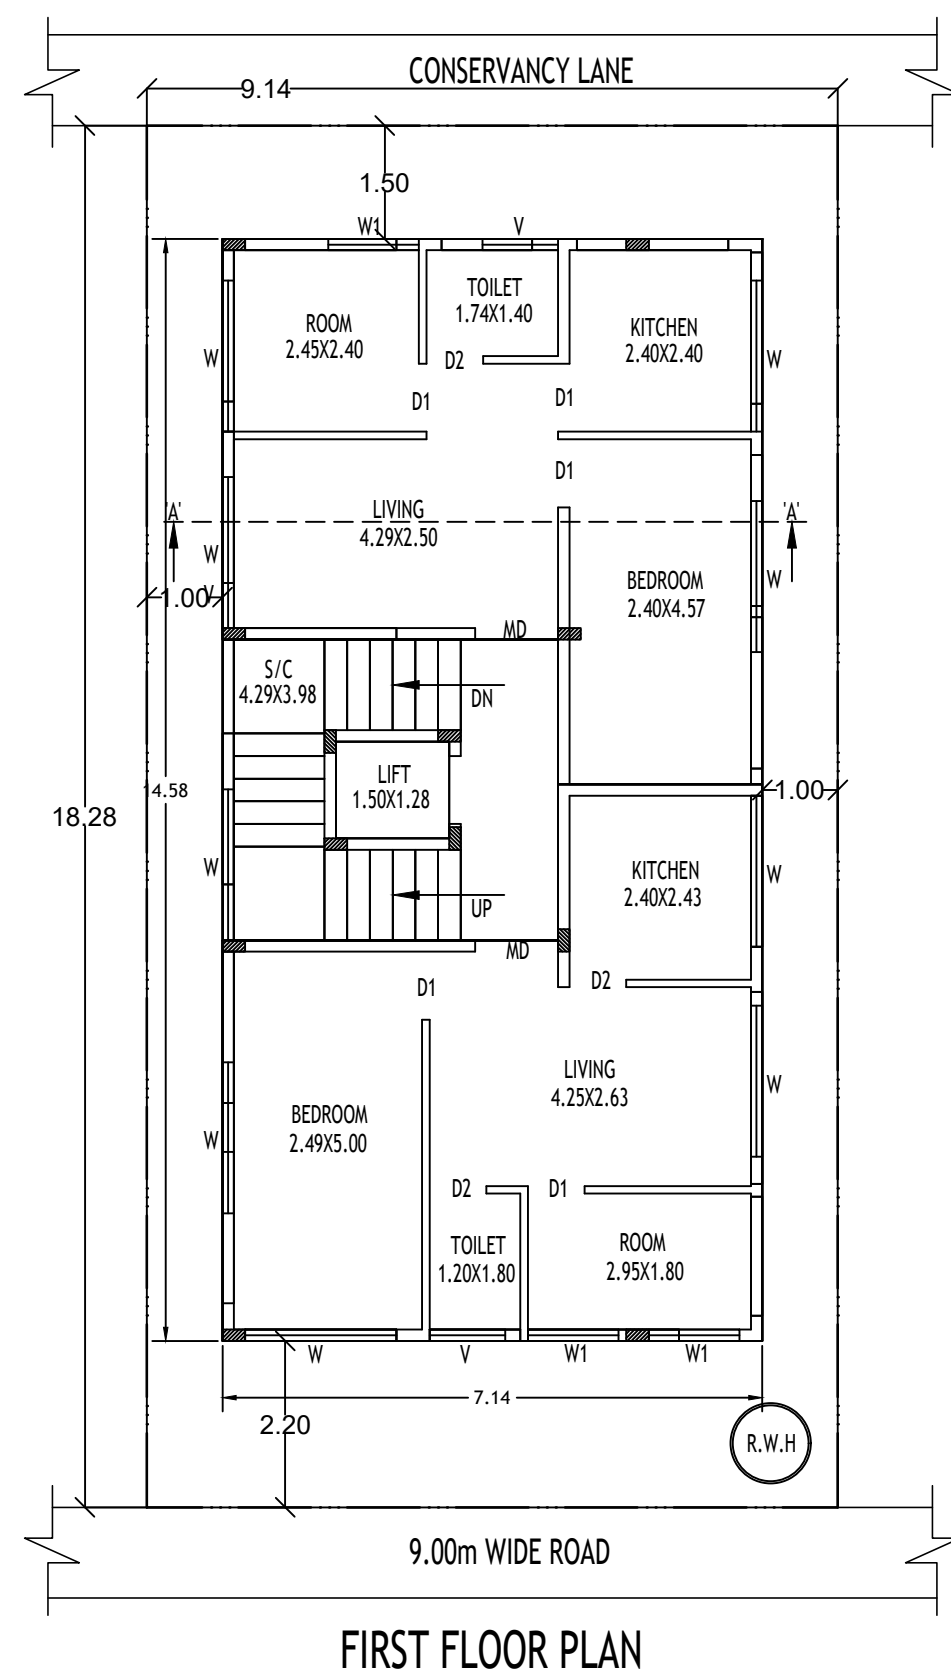 CONSERVANCY LANE
9.14
1.50
W1
V
TOILET
1.74X1.40
ROOM
2.45X2.40
KITCHEN
2.40X2.40
W
D2
W
D1
D1
D1
'A'
LIVING
4.29X2.50
'A'
W
W
BEDROOM
2.40X4.57
1.00
V
MD
S/C
4.29X3.98
DN
LIFT
1.50X1.28
14.58
1.00
18.28
W
KITCHEN
2.40X2.43
W
UP
MD
D1
D2
LIVING
4.25X2.63
W
BEDROOM
2.49X5.00
W
D2
D1
TOILET
1.20X1.80
ROOM
2.95X1.80
W
V
W1
W1
7.14
2.20
R.W.H
9.00m WIDE ROAD
FIRST FLOOR PLAN